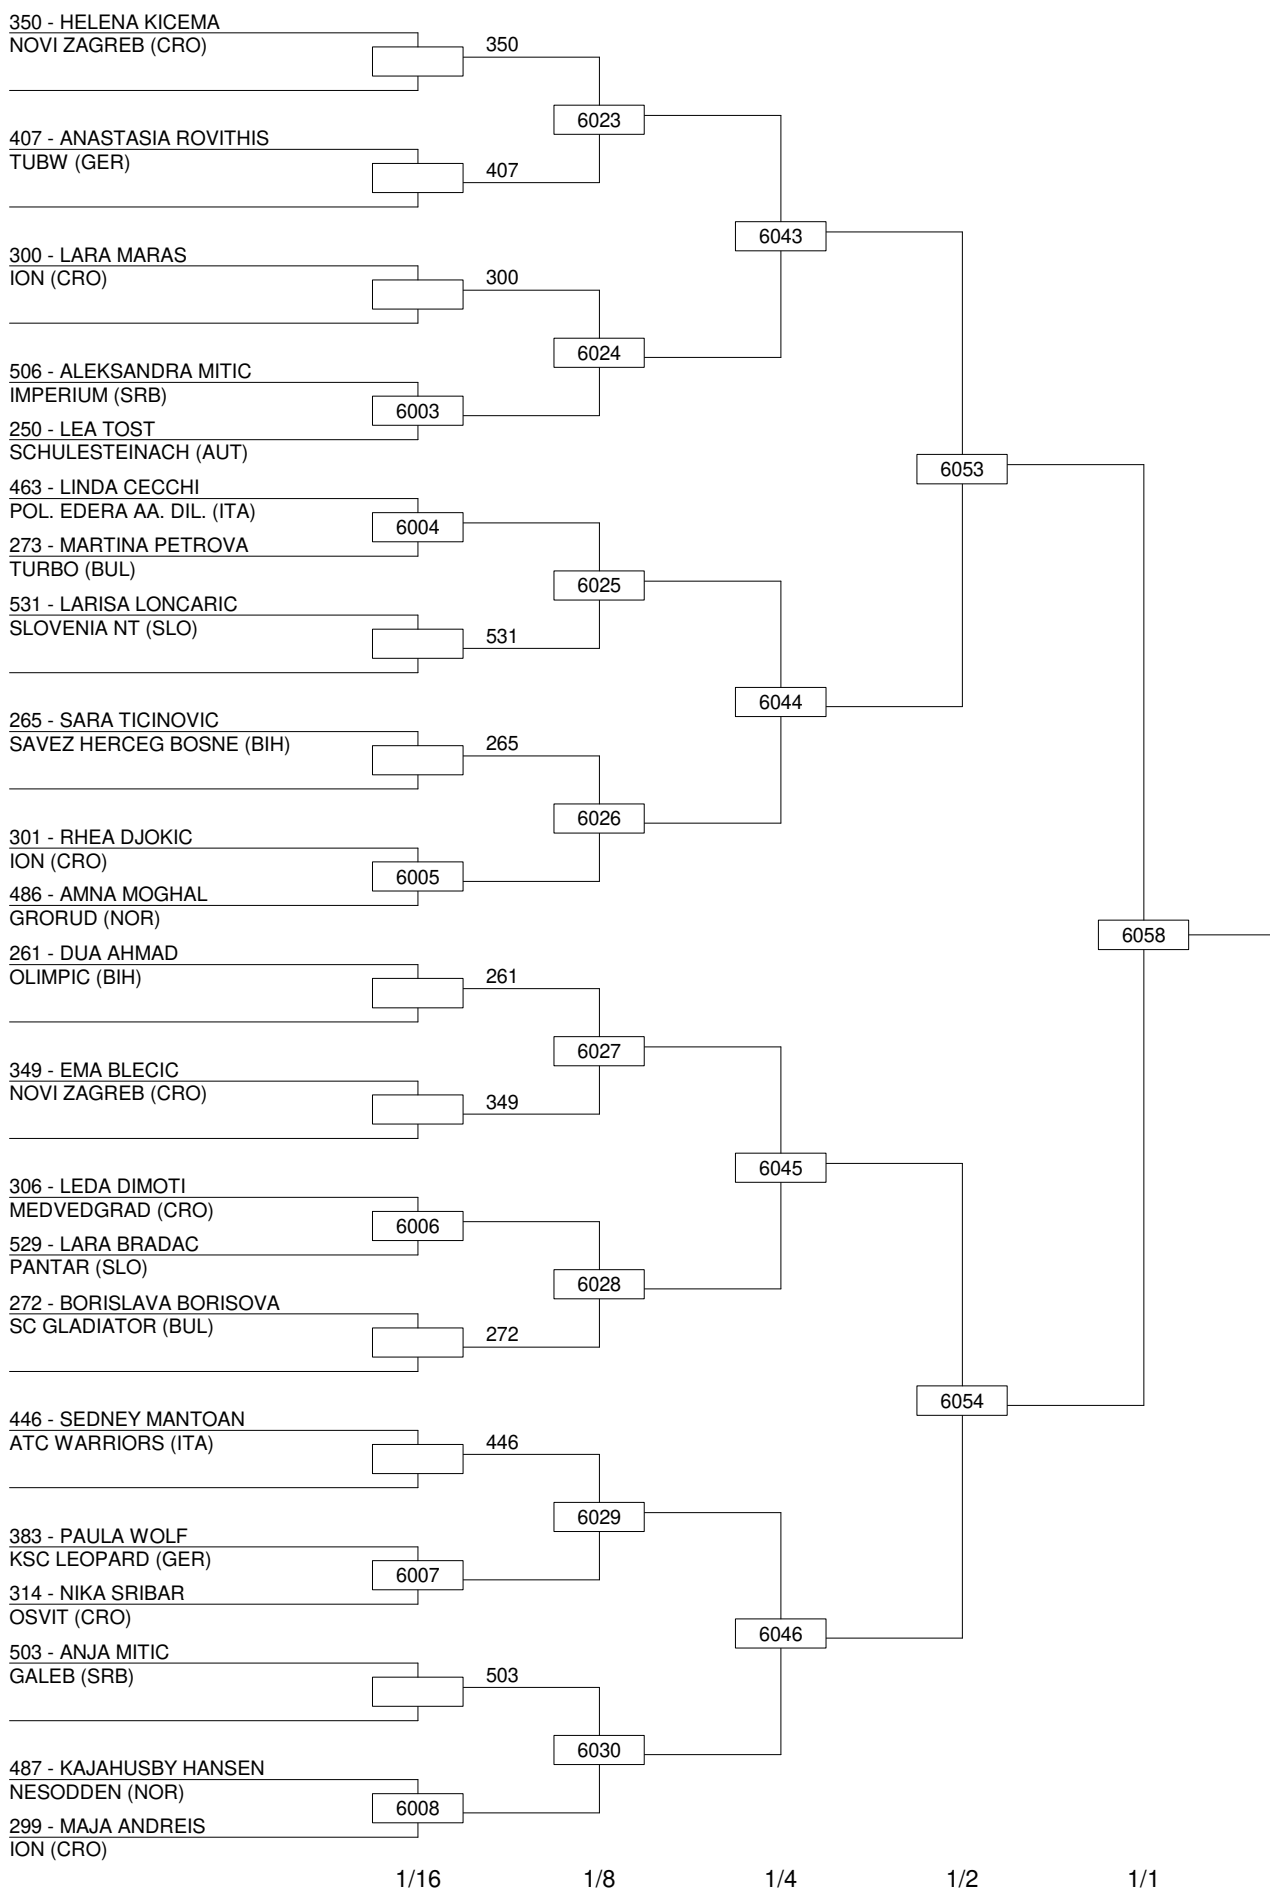 350 - HELENA KICEMA
NOVI ZAGREB (CRO)
350
6023
407 - ANASTASIA ROVITHIS
TUBW (GER)
407
6043
300 - LARA MARAS
ION (CRO)
300
6024
506 - ALEKSANDRA MITIC
IMPERIUM (SRB)
6003
250 - LEA TOST
SCHULESTEINACH (AUT)
6053
463 - LINDA CECCHI
POL. EDERA AA. DIL. (ITA)
6004
273 - MARTINA PETROVA
TURBO (BUL)
6025
531 - LARISA LONCARIC
SLOVENIA NT (SLO)
531
6044
265 - SARA TICINOVIC
SAVEZ HERCEG BOSNE (BIH)
265
6026
301 - RHEA DJOKIC
ION (CRO)
6005
486 - AMNA MOGHAL
GRORUD (NOR)
6058
261 - DUA AHMAD
OLIMPIC (BIH)
261
6027
349 - EMA BLECIC
NOVI ZAGREB (CRO)
349
6045
306 - LEDA DIMOTI
MEDVEDGRAD (CRO)
6006
529 - LARA BRADAC
PANTAR (SLO)
6028
272 - BORISLAVA BORISOVA
SC GLADIATOR (BUL)
272
6054
446 - SEDNEY MANTOAN
ATC WARRIORS (ITA)
446
6029
383 - PAULA WOLF
KSC LEOPARD (GER)
6007
314 - NIKA SRIBAR
OSVIT (CRO)
6046
503 - ANJA MITIC
GALEB (SRB)
503
6030
487 - KAJAHUSBY HANSEN
NESODDEN (NOR)
6008
299 - MAJA ANDREIS
ION (CRO)
1/16 1/8 1/4 1/2 1/1